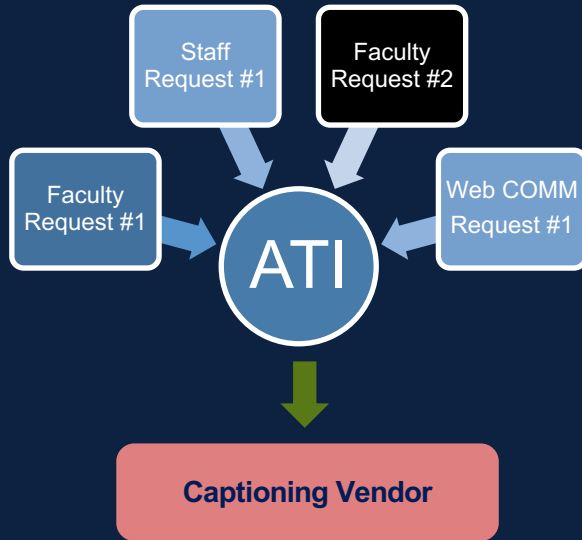 Staff
Request #1
Faculty
Request #2
Faculty
Request #1
Web COMM
Request #1
ATI
Captioning Vendor